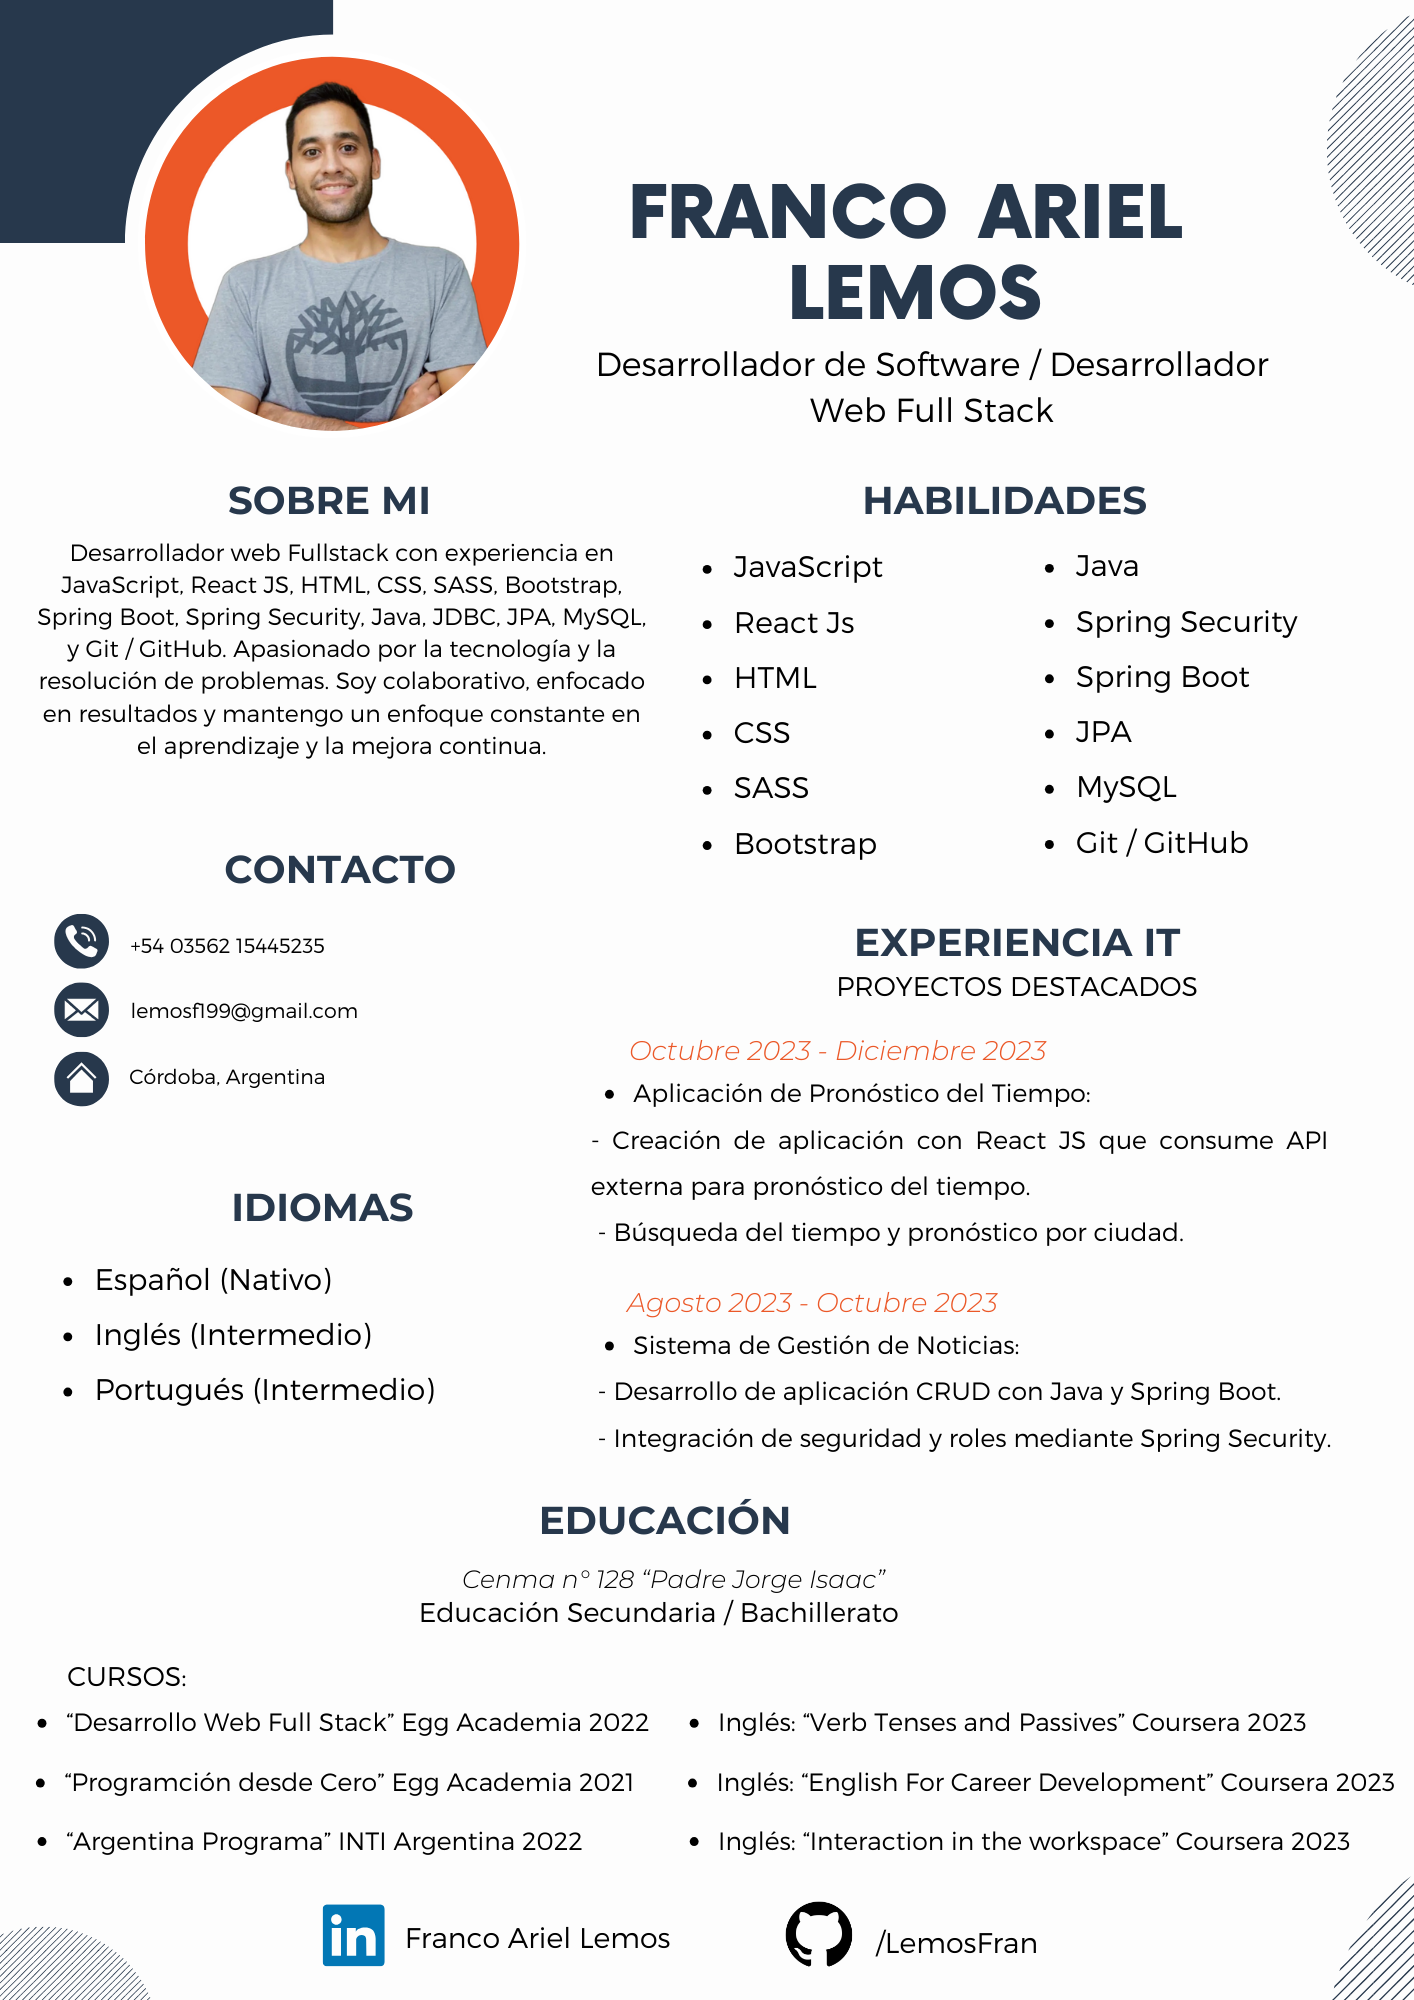 FRANCO ARIEL
LEMOS
Desarrollador de Software / Desarrollador
Web Full Stack
SOBRE MI
Desarrollador web Fullstack con experiencia en
JavaScript, React JS, HTML, CSS, SASS, Bootstrap,
Spring Boot, Spring Security, Java, JDBC, JPA, MySQL,
y Git / GitHub. Apasionado por la tecnología y la
resolución de problemas. Soy colaborativo, enfocado
en resultados y mantengo un enfoque constante en
el aprendizaje y la mejora continua.
HABILIDADES
• JavaScript
• React Js
• HTML
• CSS
• SASS
• Bootstrap
• Java
• Spring Security
• Spring Boot
• JPA
• MySQL
• Git / GitHub
CONTACTO
+54 03562 15445235
lemosf199@gmail.com
Córdoba, Argentina
IDIOMAS
• Español (Nativo)
• Inglés (Intermedio)
• Portugués (Intermedio)
EXPERIENCIA IT
PROYECTOS DESTACADOS
Octubre 2023 - Diciembre 2023
• Aplicación de Pronóstico del Tiempo:
- Creación de aplicación con React JS que consume API
externa para pronóstico del tiempo.
- Búsqueda del tiempo y pronóstico por ciudad.
Agosto 2023 - Octubre 2023
• Sistema de Gestión de Noticias:
- Desarrollo de aplicación CRUD con Java y Spring Boot.
- Integración de seguridad y roles mediante Spring Security.
EDUCACIÓN
Cenma n° 128 “Padre Jorge Isaac”
Educación Secundaria / Bachillerato
CURSOS:
• “Desarrollo Web Full Stack” Egg Academia 2022
• “Programción desde Cero” Egg Academia 2021
• “Argentina Programa” INTI Argentina 2022
• Inglés: “Verb Tenses and Passives” Coursera 2023
• Inglés: “English For Career Development” Coursera 2023
• Inglés: “Interaction in the workspace” Coursera 2023
in Franco Ariel Lemos
/LemosFran